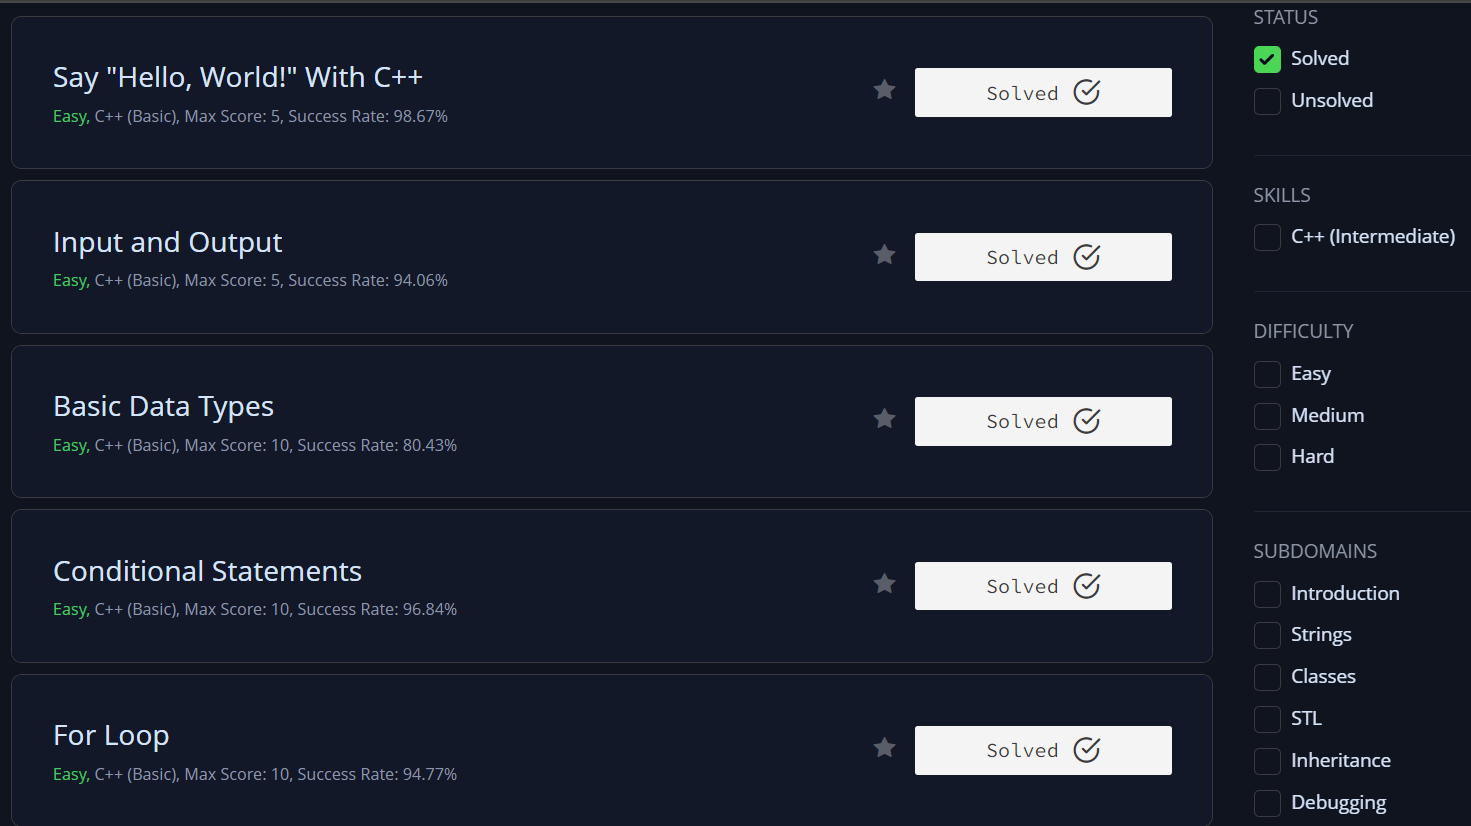 Say "Hello, World!" With C++
Easy, C++ (Basic), Max Score: 5, Success Rate: 98.67%
Solved
Input and Output
Easy, C++ (Basic), Max Score: 5, Success Rate: 94.06%
Solved
Basic Data Types
Easy, C++ (Basic), Max Score: 10, Success Rate: 80.43%
Solved
Conditional Statements
Easy, C++ (Basic), Max Score: 10, Success Rate: 96.84%
Solved
For Loop
Easy, C++ (Basic), Max Score: 10, Success Rate: 94.77%
Solved
STATUS
Solved
Unsolved
SKILLS
C++ (Intermediate)
DIFFICULTY
Easy
Medium
Hard
SUBDOMAINS
Introduction
Strings
Classes
STL
Inheritance
Debugging